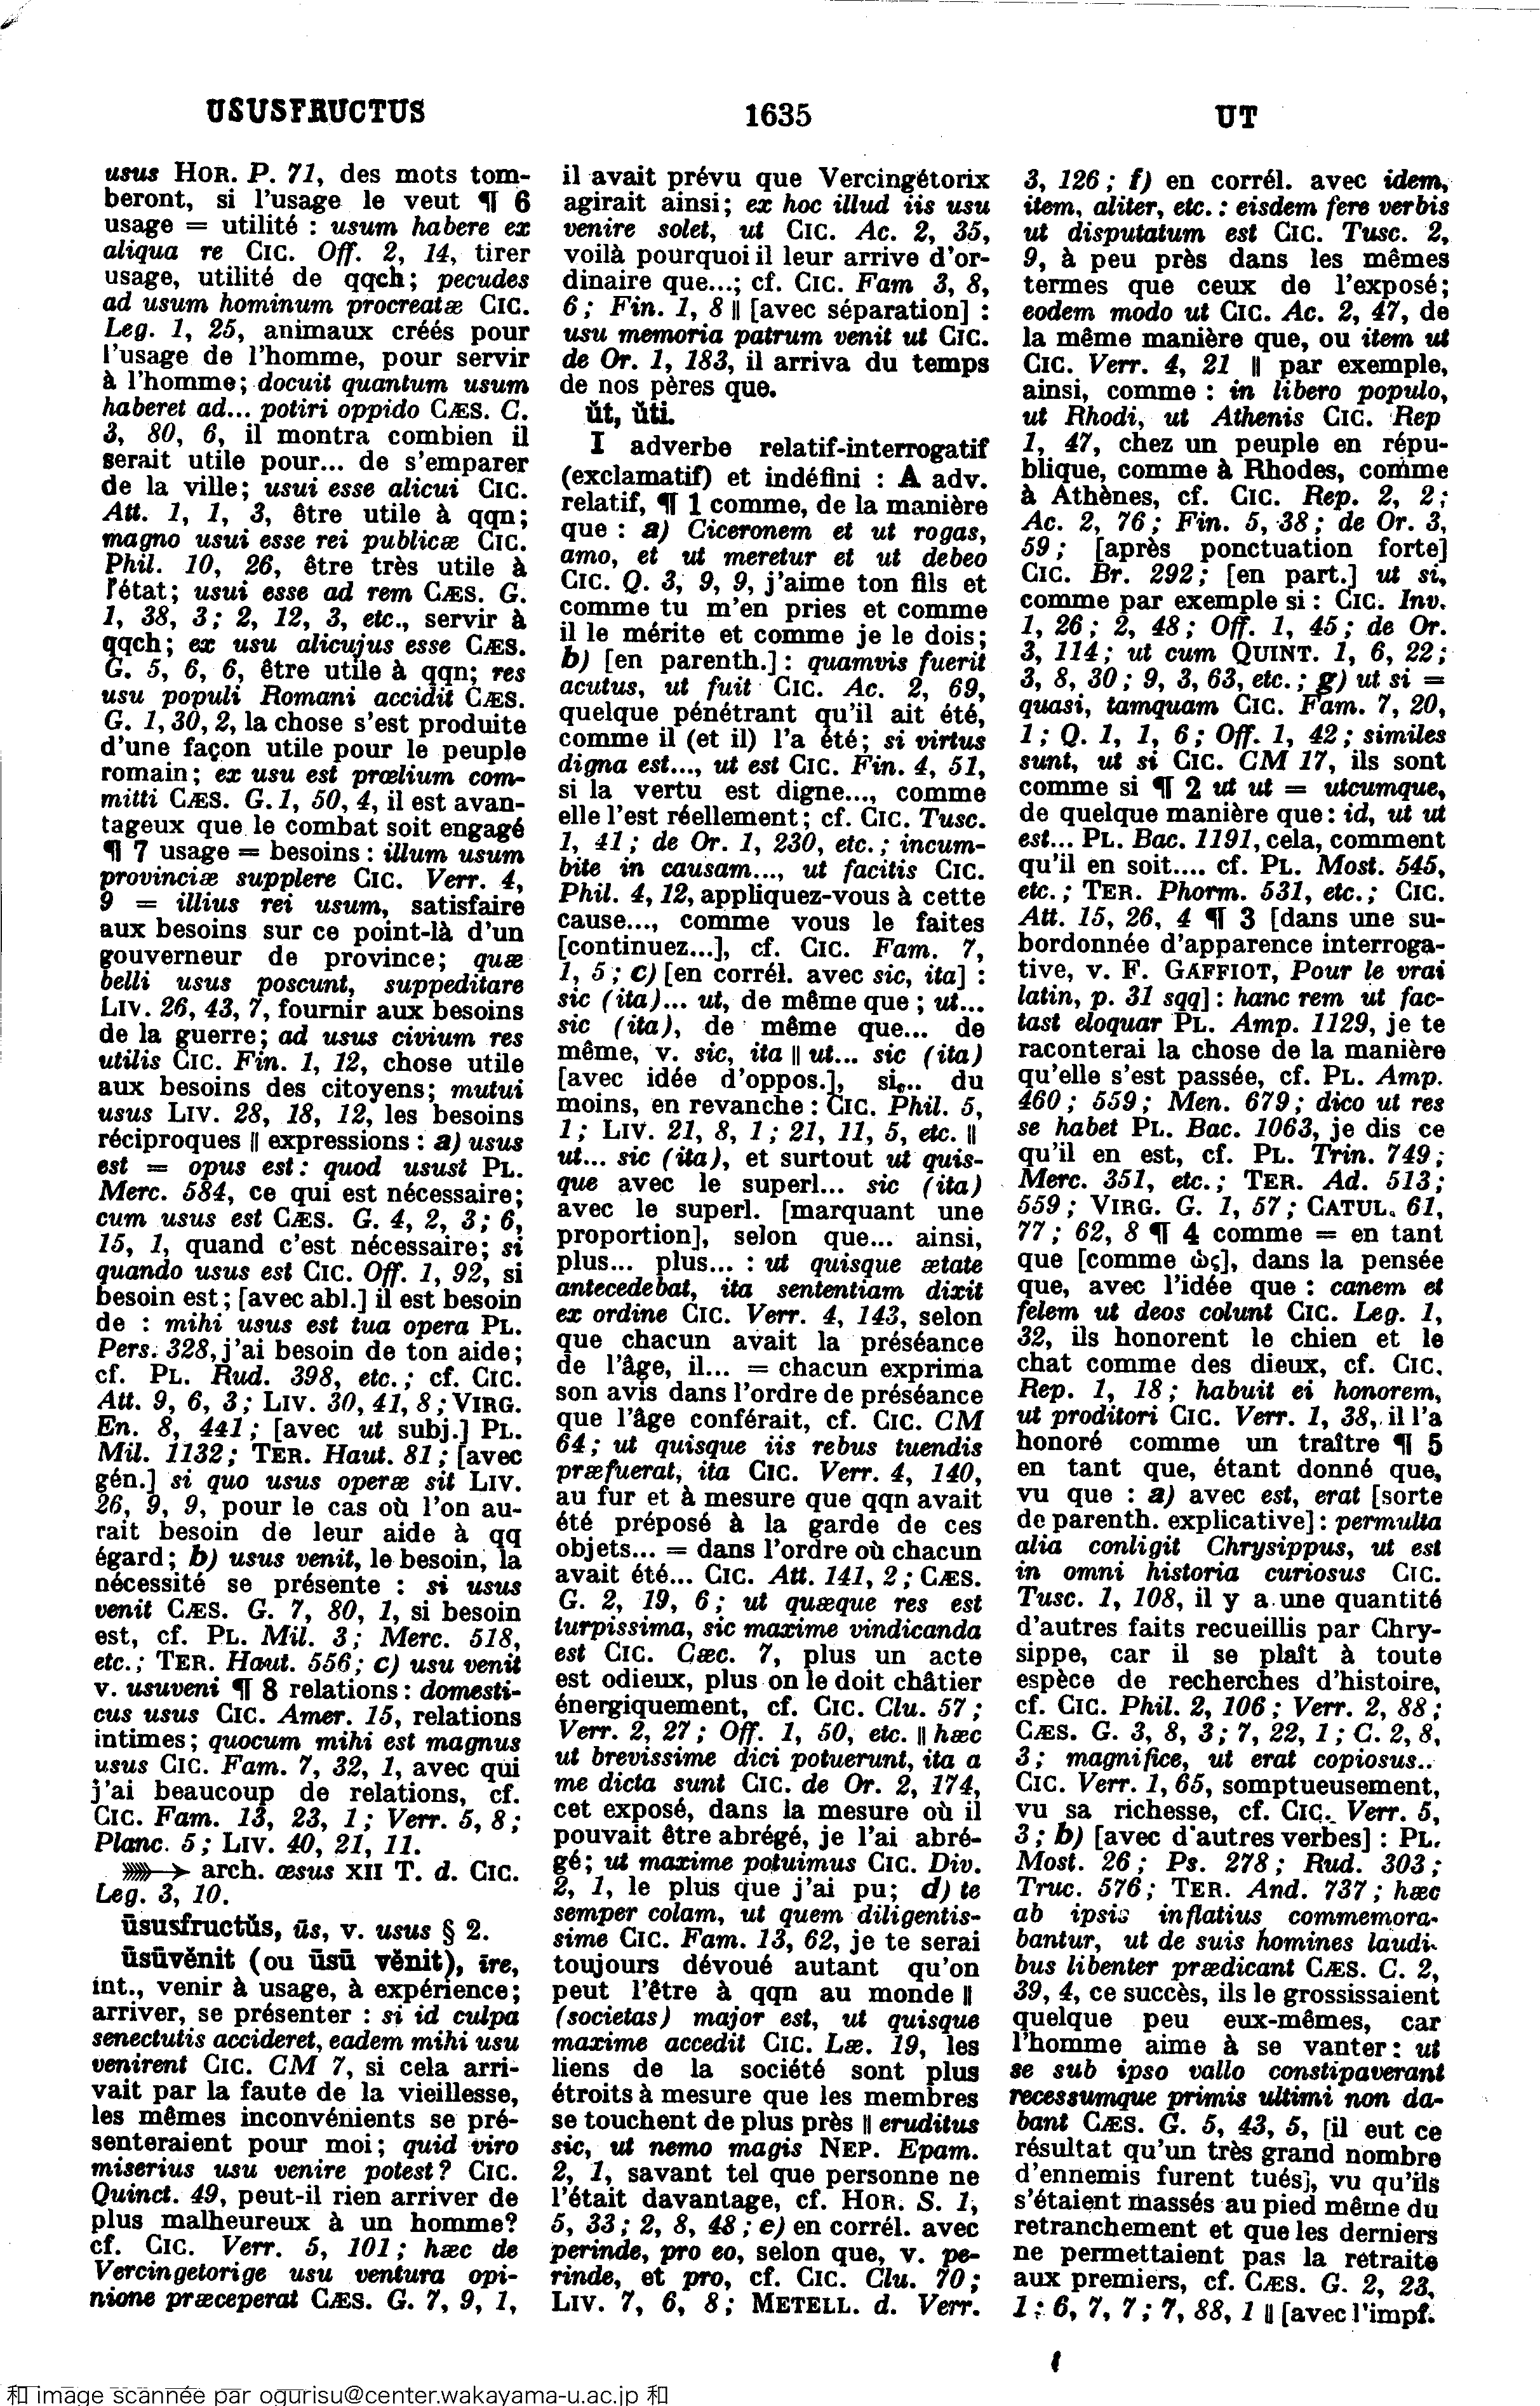 USUSFRUCTUS
1635
UT
usus HOR. P. 71, des mots tom-
beront, si l'usage le veut ¶ 6
usage = utilité : usum habere ex
aliqua re CIC. Off. 2, 14, tirer
usage, utilité de qqch; pecudes
ad usum hominum procreatæ CIC.
Leg. 1, 25, animaux créés pour
l'usage de l'homme, pour servir
à l'homme; docuit quantum usum
haberet ad... potiri oppido CÆS. C.
3, 80, 6, il montra combien il
serait utile pour... de s'emparer
de la ville; usui esse alicui CIC.
Att. 1, 1, 3, être utile à qqn;
magno usui esse rei publicæ CIC.
Phil. 10, 26, être très utile à
l'état; usui esse ad rem CÆS. G.
1, 38, 3; 2, 12, 3, etc., servir à
qqch; ex usu alicujus esse CÆS.
G. 5, 6, 6, être utile à qqn; res
usu populi Romani accidit CÆS.
G. 1, 30, 2, la chose s'est produite
d'une façon utile pour le peuple
romain; ex usu est prœlium com-
mitti CÆS. G. 1, 50, 4, il est avan-
tageux que le combat soit engagé
¶ 7 usage = besoins : illum usum
provinciæ supplere CIC. Verr. 4,
9 = illius rei usum, satisfaire
aux besoins sur ce point-là d'un
gouverneur de province; quæ
belli usus poscunt, suppeditare
LIV. 26, 43, 7, fournir aux besoins
de la guerre; ad usus civium res
utilis CIC. Fin. 1, 12, chose utile
aux besoins des citoyens; mutui
usus LIV. 28, 18, 12, les besoins
réciproques || expressions : a) usus
est = opus est : quod usust PL.
Merc. 584, ce qui est nécessaire;
cum usus est CÆS. G. 4, 2, 3; 6,
15, 1, quand c'est nécessaire; si
quando usus est CIC. Off. 1, 92, si
besoin est; [avec abl.] il est besoin
de : mihi usus est tua opera PL.
Pers. 328, j'ai besoin de ton aide;
cf. PL. Rud. 398, etc.; cf. CIC.
Att. 9, 6, 3; LIV. 30, 41, 8; VIRG.
En. 8, 441; [avec ut subj.] PL.
Mil. 1132; TER. Haut. 81; [avec
gén.] si quo usus operæ sit LIV.
26, 9, 9, pour le cas où l'on au-
rait besoin de leur aide à qq
égard; b) usus venit, le besoin, la
nécessité se présente : si usus
venit CÆS. G. 7, 80, 1, si besoin
est, cf. PL. Mil. 3; Merc. 518,
etc.; TER. Haut. 556; c) usu venit
v. usuveni ¶ 8 relations : domesti-
cus usus CIC. Amer. 15, relations
intimes; quocum mihi est magnus
usus CIC. Fam. 7, 32, 1, avec qui
j'ai beaucoup de relations, cf.
CIC. Fam. 13, 23, 1; Verr. 5, 8;
Planc. 5; LIV. 40, 21, 11.
arch. œsus XII T. d. CIC.
Leg. 3, 10.
ūsusfructŭs, ūs, v. usus § 2.
ūsūvĕnit (ou ūsū vĕnit), īre,
int., venir à usage, à expérience;
arriver, se présenter : si id culpa
senectutis accideret, eadem mihi usu
venirent CIC. CM 7, si cela arri-
vait par la faute de la vieillesse,
les mêmes inconvénients se pré-
senteraient pour moi; quid viro
miserius usu venire potest? CIC.
Quinct. 49, peut-il rien arriver de
plus malheureux à un homme?
cf. CIC. Verr. 5, 101; hæc de
Vercingetorige usu ventura opi-
nione præceperat CÆS. G. 7, 9, 1,
il avait prévu que Vercingétorix
agirait ainsi; ex hoc illud iis usu
venire solet, ut CIC. Ac. 2, 35,
voilà pourquoi il leur arrive d'or-
dinaire que...; cf. CIC. Fam 3, 8,
6; Fin. 1, 8 || [avec séparation] :
usu memoria patrum venit ut CIC.
de Or. 1, 183, il arriva du temps
de nos pères que.
ŭt, ŭti.
I adverbe relatif-interrogatif
(exclamatif) et indéfini : A adv.
relatif, ¶ 1 comme, de la manière
que : a) Ciceronem et ut rogas,
amo, et ut meretur et ut debeo
CIC. Q. 3, 9, 9, j'aime ton fils et
comme tu m'en pries et comme
il le mérite et comme je le dois;
b) [en parenth.] : quamvis fuerit
acutus, ut fuit CIC. Ac. 2, 69,
quelque pénétrant qu'il ait été,
comme il (et il) l'a été; si virtus
digna est..., ut est CIC. Fin. 4, 51,
si la vertu est digne..., comme
elle l'est réellement; cf. CIC. Tusc.
1, 41; de Or. 1, 230, etc.; incum-
bite in causam..., ut facitis CIC.
Phil. 4, 12, appliquez-vous à cette
cause..., comme vous le faites
[continuez...], cf. CIC. Fam. 7,
1, 5; c) [en corrél. avec sic, ita] :
sic (ita)... ut, de même que; ut...
sic (ita), de même que... de
même, v. sic, ita || ut... sic (ita)
[avec idée d'oppos.], si... du
moins, en revanche : CIC. Phil. 5,
1; LIV. 21, 8, 1; 21, 11, 5, etc. ||
ut... sic (ita), et surtout ut quis-
que avec le superl... sic (ita)
avec le superl. [marquant une
proportion], selon que... ainsi,
plus... plus... : ut quisque ætate
antecedebat, ita sententiam dixit
ex ordine CIC. Verr. 4, 143, selon
que chacun avait la préséance
de l'âge, il... = chacun exprima
son avis dans l'ordre de préséance
que l'âge conférait, cf. CIC. CM
64; ut quisque iis rebus tuendis
præfuerat, ita CIC. Verr. 4, 140,
au fur et à mesure que qqn avait
été préposé à la garde de ces
objets... = dans l'ordre où chacun
avait été... CIC. Att. 141, 2; CÆS.
G. 2, 19, 6; ut quæque res est
turpissima, sic maxime vindicanda
est CIC. Cæc. 7, plus un acte
est odieux, plus on le doit châtier
énergiquement, cf. CIC. Clu. 57;
Verr. 2, 27; Off. 1, 50, etc. || hæc
ut brevissime dici potuerunt, ita a
me dicta sunt CIC. de Or. 2, 174,
cet exposé, dans la mesure où il
pouvait être abrégé, je l'ai abré-
gé; ut maxime potuimus CIC. Div.
2, 1, le plus que j'ai pu; d) te
semper colam, ut quem diligentis-
sime CIC. Fam. 13, 62, je te serai
toujours dévoué autant qu'on
peut l'être à qqn au monde ||
(societas) major est, ut quisque
maxime accedit CIC. Læ. 19, les
liens de la société sont plus
étroits à mesure que les membres
se touchent de plus près || eruditus
sic, ut nemo magis NEP. Epam.
2, 1, savant tel que personne ne
l'était davantage, cf. HOR. S. 1,
5, 33; 2, 8, 48; e) en corrél. avec
perinde, pro eo, selon que, v. pe-
rinde, et pro, cf. CIC. Clu. 70;
LIV. 7, 6, 8; METELL. d. Verr.
3, 126; f) en corrél. avec idem,
item, aliter, etc. : eisdem fere verbis
ut disputatum est CIC. Tusc. 2,
9, à peu près dans les mêmes
termes que ceux de l'exposé;
eodem modo ut CIC. Ac. 2, 47, de
la même manière que, ou item ut
CIC. Verr. 4, 21 || par exemple,
ainsi, comme : in libero populo,
ut Rhodi, ut Athenis CIC. Rep
1, 47, chez un peuple en répu-
blique, comme à Rhodes, comme
à Athènes, cf. CIC. Rep. 2, 2;
Ac. 2, 76; Fin. 5, 38; de Or. 3,
59; [après ponctuation forte]
CIC. Br. 292; [en part.] ut si,
comme par exemple si : CIC. Inv.
1, 26; 2, 48; Off. 1, 45; de Or.
3, 114; ut cum QUINT. 1, 6, 22;
3, 8, 30; 9, 3, 63, etc.; g) ut si =
quasi, tamquam CIC. Fam. 7, 20,
1; Q. 1, 1, 6; Off. 1, 42; similes
sunt, ut si CIC. CM 17, ils sont
comme si ¶ 2 ut ut = utcumque,
de quelque manière que : id, ut ut
est... PL. Bac. 1191, cela, comment
qu'il en soit.... cf. PL. Most. 545,
etc.; TER. Phorm. 531, etc.; CIC.
Att. 15, 26, 4 ¶ 3 [dans une su-
bordonnée d'apparence interroga-
tive, v. F. GAFFIOT, Pour le vrai
latin, p. 31 sqq] : hanc rem ut fac-
tast eloquar PL. Amp. 1129, je te
raconterai la chose de la manière
qu'elle s'est passée, cf. PL. Amp.
460; 559; Men. 679; dico ut res
se habet PL. Bac. 1063, je dis ce
qu'il en est, cf. PL. Trin. 749;
Merc. 351, etc.; TER. Ad. 513;
559; VIRG. G. 1, 57; CATUL. 61,
77; 62, 8 ¶ 4 comme = en tant
que [comme ὡς], dans la pensée
que, avec l'idée que : canem et
felem ut deos colunt CIC. Leg. 1,
32, ils honorent le chien et le
chat comme des dieux, cf. CIC.
Rep. 1, 18; habuit ei honorem,
ut proditori CIC. Verr. 1, 38, il l'a
honoré comme un traître ¶ 5
en tant que, étant donné que,
vu que : a) avec est, erat [sorte
de parenth. explicative] : permulta
alia conligit Chrysippus, ut est
in omni historia curiosus CIC.
Tusc. 1, 108, il y a une quantité
d'autres faits recueillis par Chry-
sippe, car il se plaît à toute
espèce de recherches d'histoire,
cf. CIC. Phil. 2, 106; Verr. 2, 88;
CÆS. G. 3, 8, 3; 7, 22, 1; C. 2, 8,
3; magnifice, ut erat copiosus..
CIC. Verr. 1, 65, somptueusement,
vu sa richesse, cf. CIC. Verr. 5,
3; b) [avec d'autres verbes] : PL.
Most. 26; Ps. 278; Rud. 303;
Truc. 576; TER. And. 737; hæc
ab ipsis inflatius commemora-
bantur, ut de suis homines laudi-
bus libenter prædicant CÆS. C. 2,
39, 4, ce succès, ils le grossissaient
quelque peu eux-mêmes, car
l'homme aime à se vanter : ut
se sub ipso vallo constipaverant
recessumque primis ultimi non da-
bant CÆS. G. 5, 43, 5, [il eut ce
résultat qu'un très grand nombre
d'ennemis furent tués], vu qu'ils
s'étaient massés au pied même du
retranchement et que les derniers
ne permettaient pas la retraite
aux premiers, cf. CÆS. G. 2, 23,
1; 6, 7, 7; 7, 88, 1 || [avec l'impf.
和 image scannée par ogurisu@center.wakayama-u.ac.jp 和